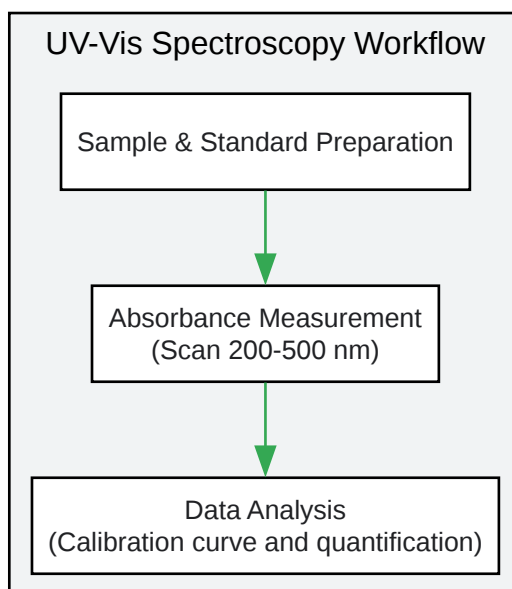 UV-Vis Spectroscopy Workflow
Sample & Standard Preparation
Absorbance Measurement
(Scan 200-500 nm)
Data Analysis
(Calibration curve and quantification)